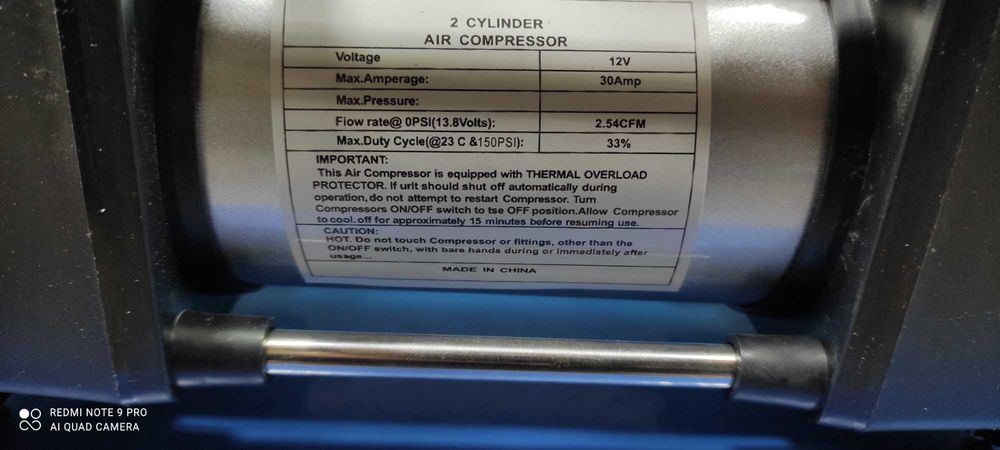 2 CYLINDER
AIR COMPRESSOR
Voltage 12V
Max.Amperage: 30Amp
Max.Pressure:
Flow rate@ 0PSI(13.8Volts): 2.54CFM
Max.Duty Cycle(@23 C &150PSI): 33%
IMPORTANT:
This Air Compressor is equipped with THERMAL OVERLOAD
PROTECTOR. If urit should shut off automatically during
operation, do not attempt to restart Compressor. Turn
Compressors ON/OFF switch to tse OFF position.Allow Compressor
to cool.off for approximately 15 minutes before resuming use.
CAUTION:
HOT. Do not touch Compressor or fittings, other than the
ON/OFF switch, with bare hands during or immediately after
usage...
MADE IN CHINA
REDMI NOTE 9 PRO
AI QUAD CAMERA